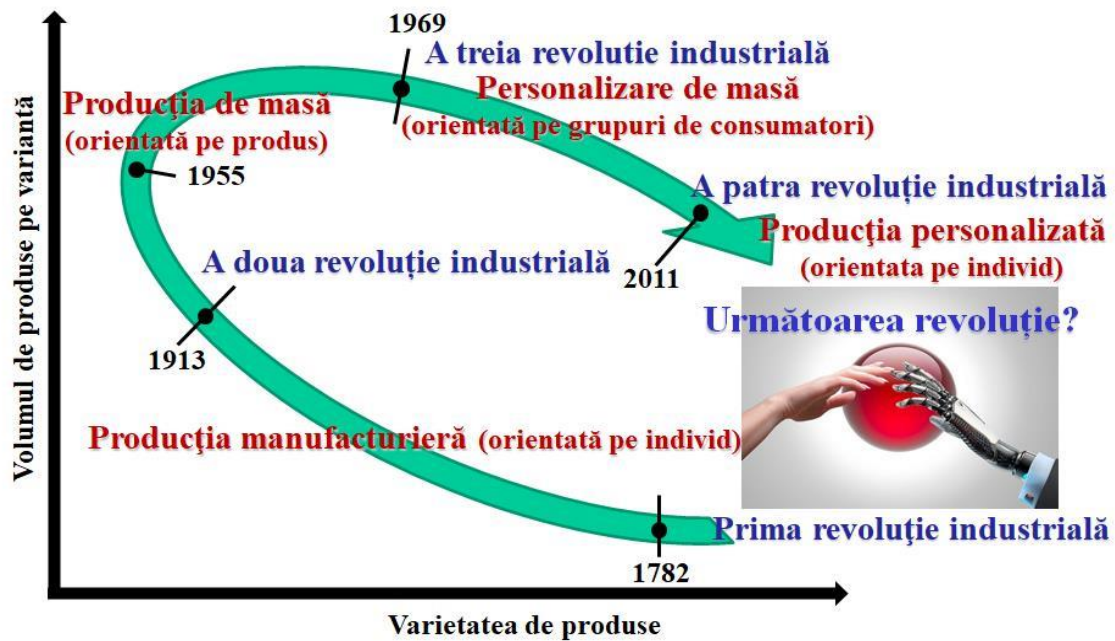 1969
A treia revolutie industrială
Personalizare de masă
(orientată pe grupuri de consumatori)
Producţia de masă
(orientată pe produs)
1955
A patra revoluție industrială
Producţia personalizată
(orientata pe individ)
2011
A doua revoluție industrială
1913
Următoarea revoluție?
Producţia manufacturieră (orientată pe individ)
Prima revoluţie industrială
1782
Volumul de produse pe variantă
Varietatea de produse